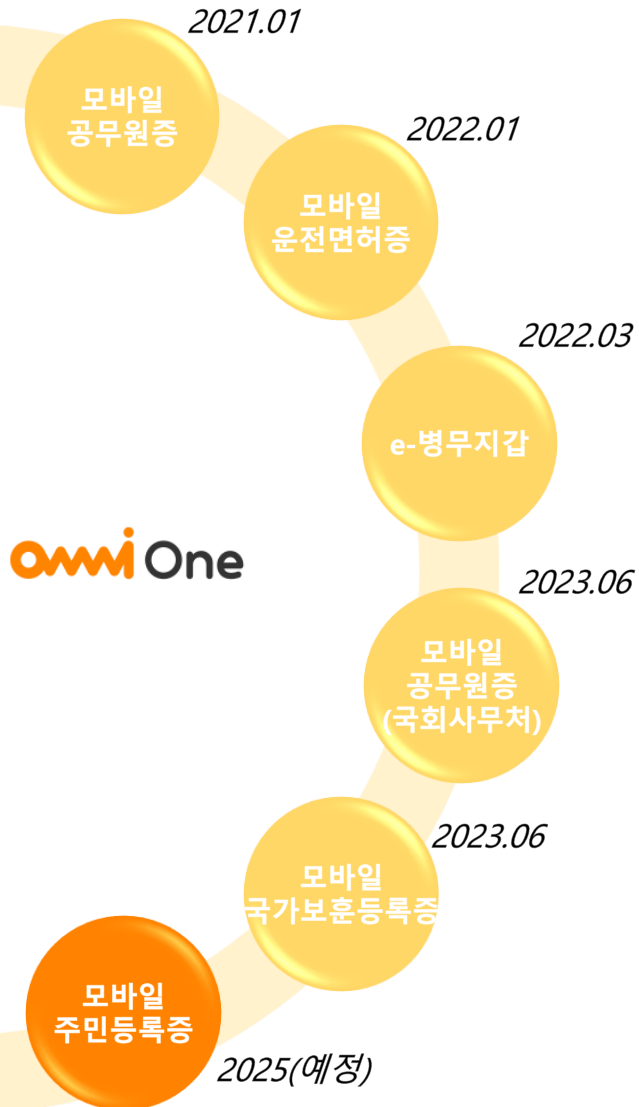 2021.01
모바일
공무원증
2022.01
모바일
운전면허증
2022.03
e-병무지갑
omni One
2023.06
모바일
공무원증
(국회사무처)
2023.06
모바일
국가보훈등록증
모바일
주민등록증
2025(예정)